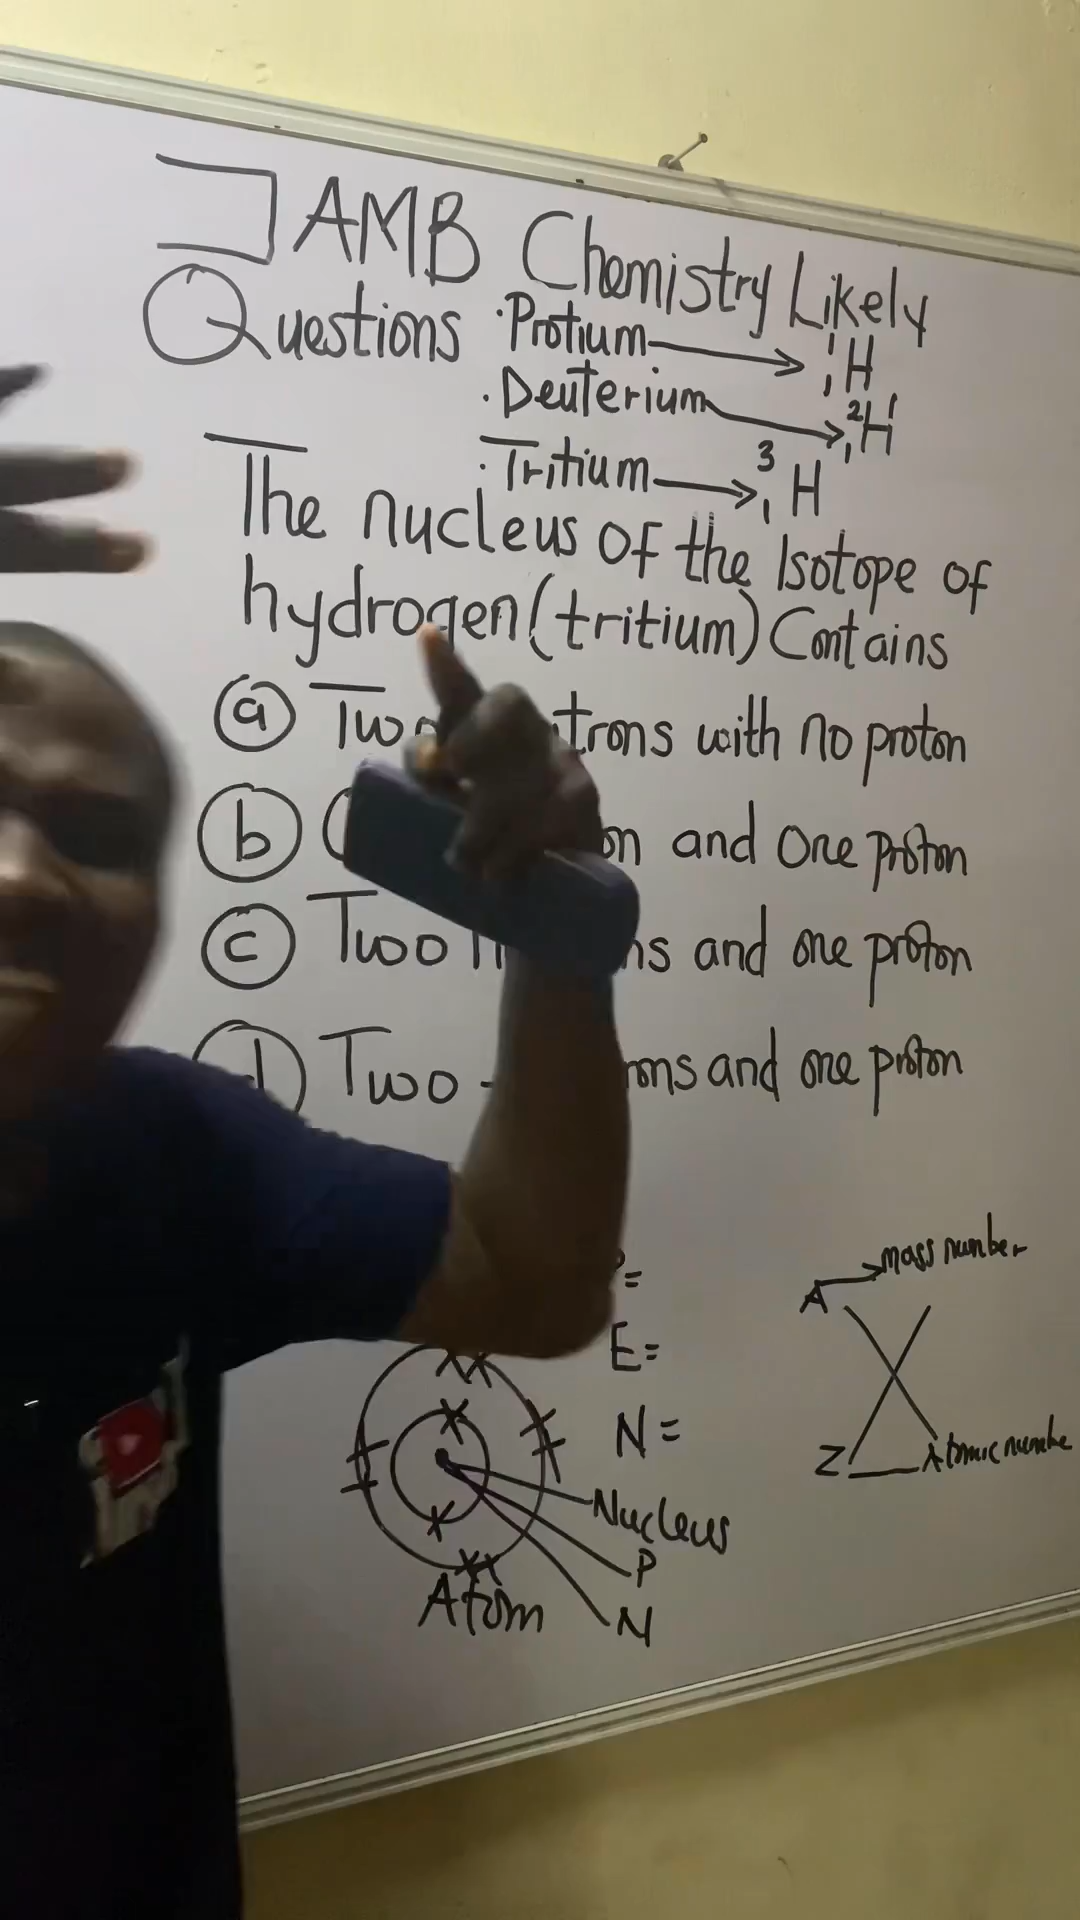 JAMB Chemistry Likely
Questions
· Protium → ¹₁H
· Deuterium → ²₁H
· Tritium → ³₁H
The nucleus of the Isotope of
hydrogen (tritium) Contains
(a) Two trons with no proton
(b) on and One proton
(c) Two ns and one proton
(d) Two rons and one proton
A → mass number
Z Atomic numbe
E=
N=
Nucleus
P
N
Atom